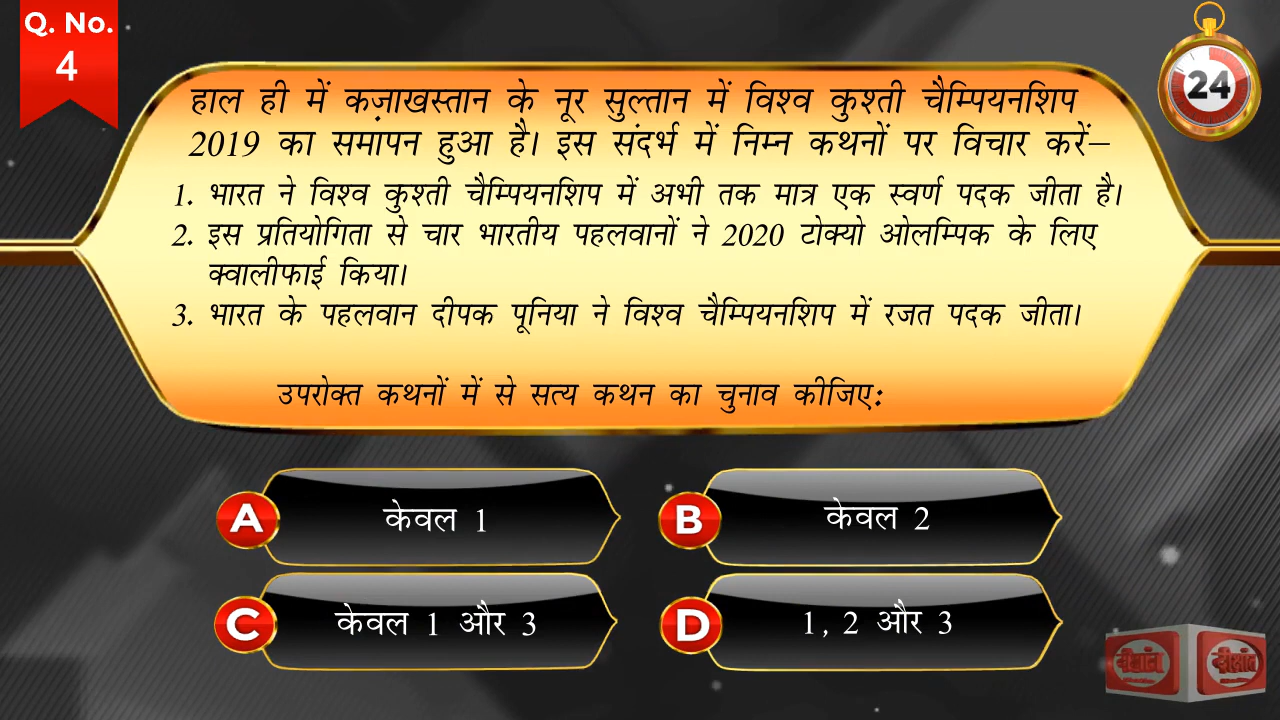 Q. No.
4
24
हाल ही में कज़ाखस्तान के नूर सुल्तान में विश्व कुश्ती चैम्पियनशिप
2019 का समापन हुआ है। इस संदर्भ में निम्न कथनों पर विचार करें–
1. भारत ने विश्व कुश्ती चैम्पियनशिप में अभी तक मात्र एक स्वर्ण पदक जीता है।
2. इस प्रतियोगिता से चार भारतीय पहलवानों ने 2020 टोक्यो ओलम्पिक के लिए
क्वालीफाई किया।
3. भारत के पहलवान दीपक पूनिया ने विश्व चैम्पियनशिप में रजत पदक जीता।
उपरोक्त कथनों में से सत्य कथन का चुनाव कीजिए:
A केवल 1
B केवल 2
C केवल 1 और 3
D 1, 2 और 3
दीक्षांत दीक्षांत